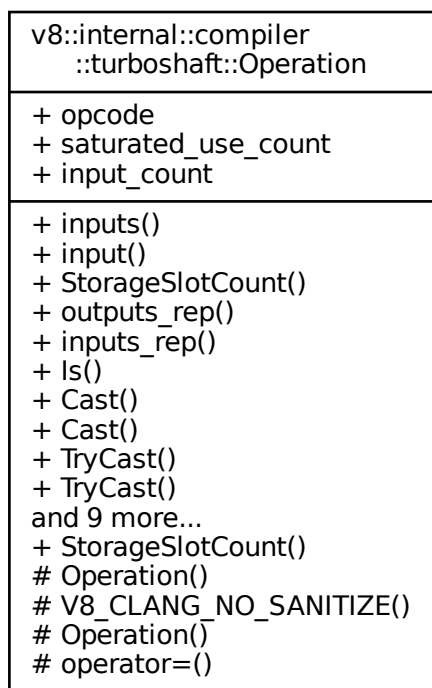 v8::internal::compiler
::turboshaft::Operation
+ opcode
+ saturated_use_count
+ input_count
+ inputs()
+ input()
+ StorageSlotCount()
+ outputs_rep()
+ inputs_rep()
+ Is()
+ Cast()
+ Cast()
+ TryCast()
+ TryCast()
and 9 more...
+ StorageSlotCount()
# Operation()
# V8_CLANG_NO_SANITIZE()
# Operation()
# operator=()